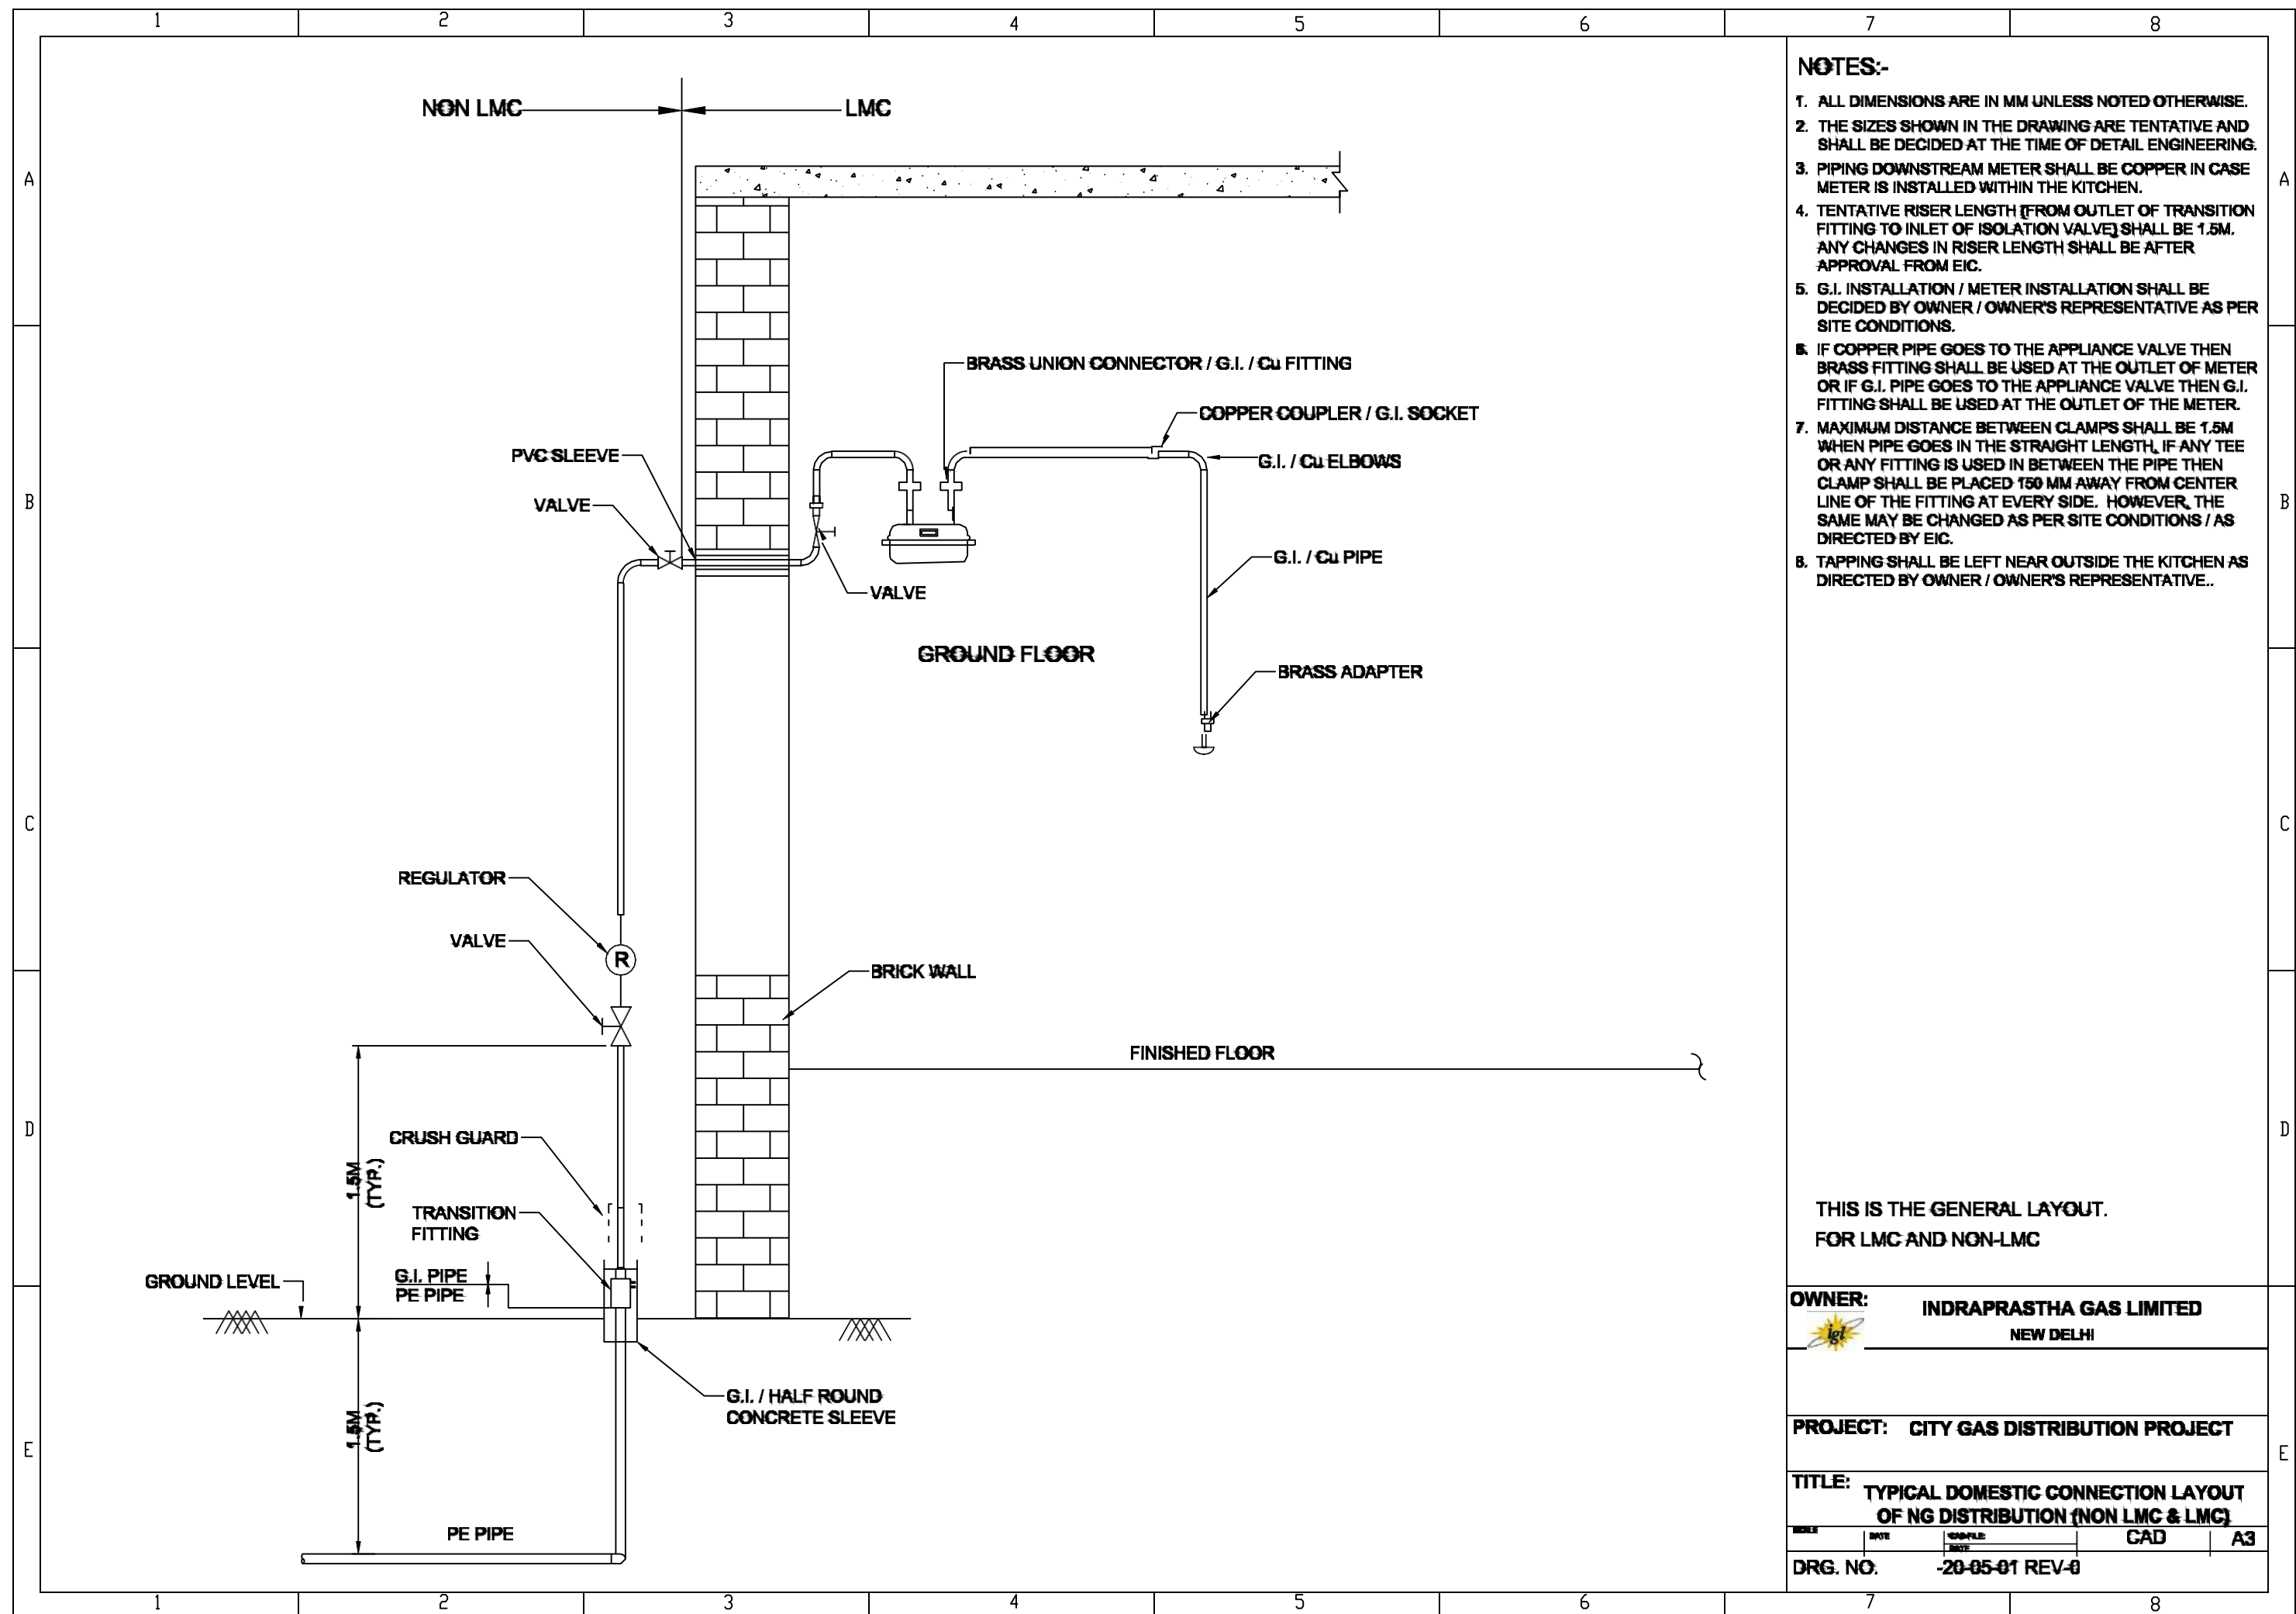 1 2 3 4 5 6 7 8
A
B
C
D
E
NON LMC
LMC
BRASS UNION CONNECTOR / G.I. / Cu FITTING
COPPER COUPLER / G.I. SOCKET
PVC SLEEVE
G.I. / Cu ELBOWS
VALVE
G.I. / Cu PIPE
VALVE
GROUND FLOOR
BRASS ADAPTER
REGULATOR
VALVE
R
BRICK WALL
FINISHED FLOOR
CRUSH GUARD
1.5M
(TYP.)
TRANSITION
FITTING
G.I. PIPE
PE PIPE
GROUND LEVEL
G.I. / HALF ROUND
CONCRETE SLEEVE
1.5M
(TYP.)
PE PIPE
NOTES:-
1. ALL DIMENSIONS ARE IN MM UNLESS NOTED OTHERWISE.
2. THE SIZES SHOWN IN THE DRAWING ARE TENTATIVE AND
SHALL BE DECIDED AT THE TIME OF DETAIL ENGINEERING.
3. PIPING DOWNSTREAM METER SHALL BE COPPER IN CASE
METER IS INSTALLED WITHIN THE KITCHEN.
4. TENTATIVE RISER LENGTH (FROM OUTLET OF TRANSITION
FITTING TO INLET OF ISOLATION VALVE) SHALL BE 1.5M.
ANY CHANGES IN RISER LENGTH SHALL BE AFTER
APPROVAL FROM EIC.
5. G.I. INSTALLATION / METER INSTALLATION SHALL BE
DECIDED BY OWNER / OWNER'S REPRESENTATIVE AS PER
SITE CONDITIONS.
6. IF COPPER PIPE GOES TO THE APPLIANCE VALVE THEN
BRASS FITTING SHALL BE USED AT THE OUTLET OF METER
OR IF G.I. PIPE GOES TO THE APPLIANCE VALVE THEN G.I.
FITTING SHALL BE USED AT THE OUTLET OF THE METER.
7. MAXIMUM DISTANCE BETWEEN CLAMPS SHALL BE 1.5M
WHEN PIPE GOES IN THE STRAIGHT LENGTH, IF ANY TEE
OR ANY FITTING IS USED IN BETWEEN THE PIPE THEN
CLAMP SHALL BE PLACED 150 MM AWAY FROM CENTER
LINE OF THE FITTING AT EVERY SIDE. HOWEVER, THE
SAME MAY BE CHANGED AS PER SITE CONDITIONS / AS
DIRECTED BY EIC.
8. TAPPING SHALL BE LEFT NEAR OUTSIDE THE KITCHEN AS
DIRECTED BY OWNER / OWNER'S REPRESENTATIVE..
THIS IS THE GENERAL LAYOUT.
FOR LMC AND NON-LMC
OWNER: INDRAPRASTHA GAS LIMITED
igl NEW DELHI
PROJECT: CITY GAS DISTRIBUTION PROJECT
TITLE: TYPICAL DOMESTIC CONNECTION LAYOUT
OF NG DISTRIBUTION (NON LMC & LMC)
SCALE DATE CAD FILE: CAD A3
DATE
DRG. NO. -20-05-01 REV-0
A
B
C
D
E
1 2 3 4 5 6 7 8